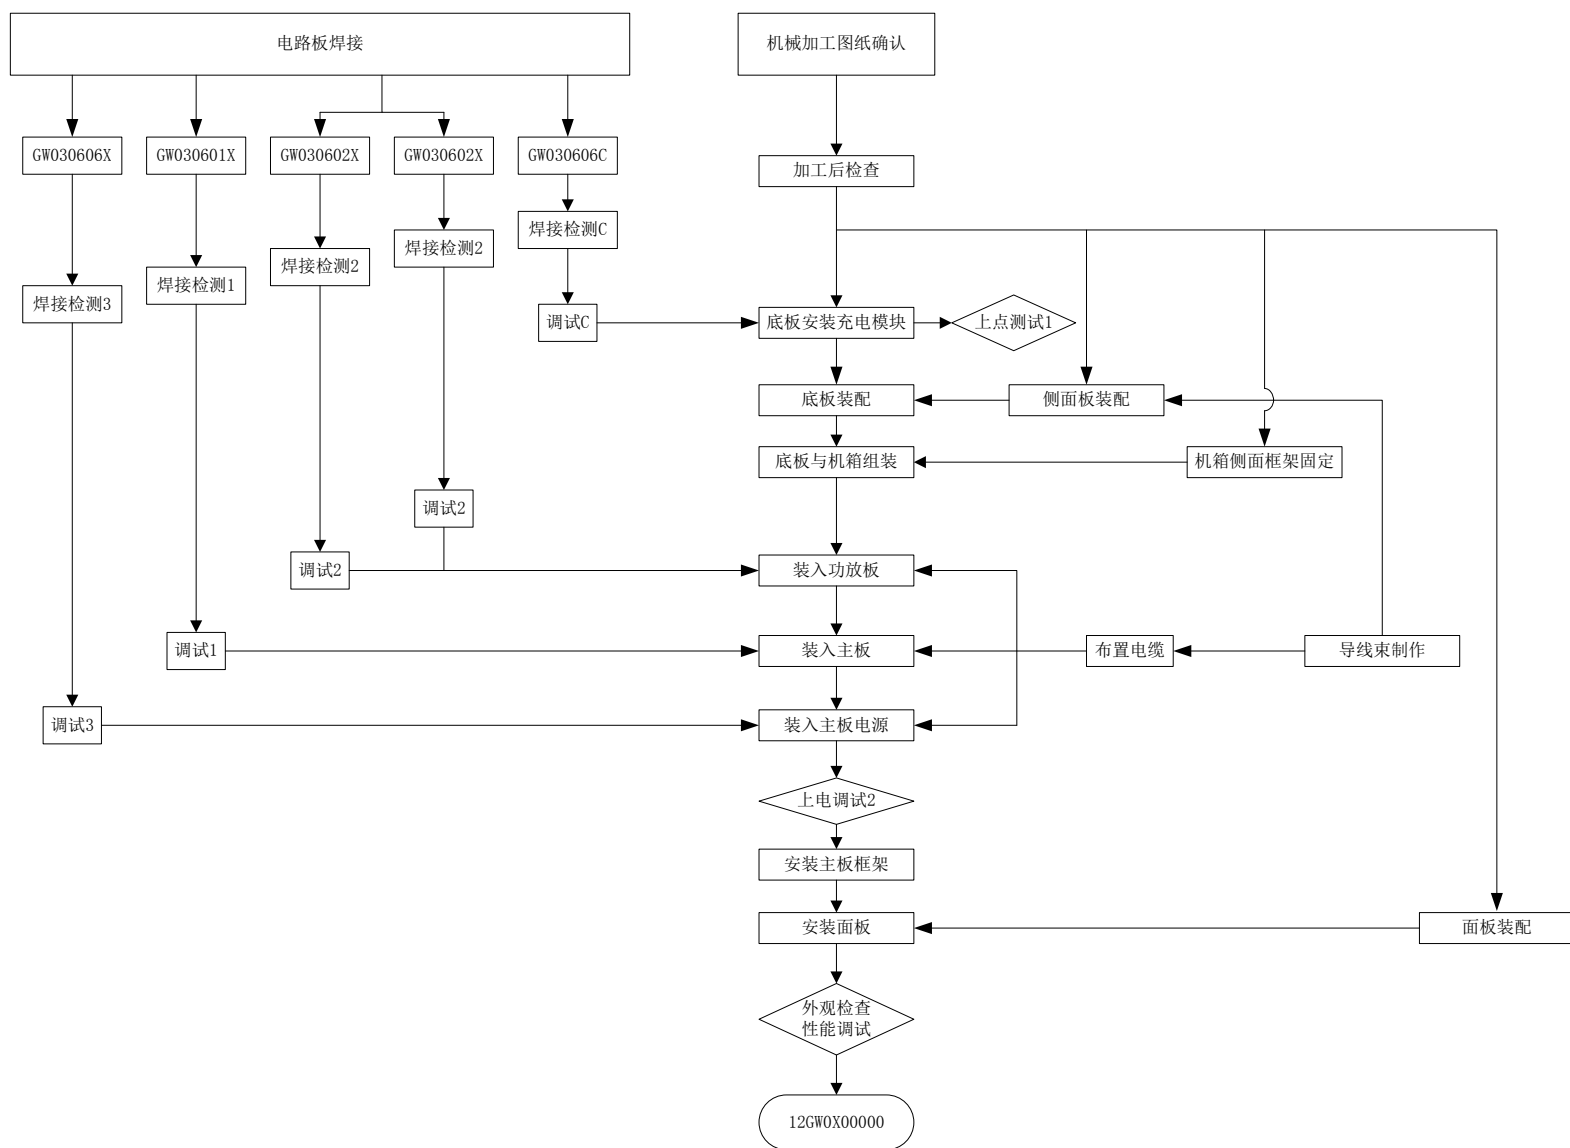 电路板焊接
机械加工图纸确认
GW030606X
GW030601X
GW030602X
GW030602X
GW030606C
加工后检查
焊接检测C
焊接检测2
焊接检测2
焊接检测1
焊接检测3
调试C
底板安装充电模块
上点测试1
底板装配
侧面板装配
底板与机箱组装
机箱侧面框架固定
调试2
调试2
装入功放板
调试1
装入主板
布置电缆
导线束制作
调试3
装入主板电源
上电调试2
安装主板框架
安装面板
面板装配
外观检查
性能调试
12GW0X00000